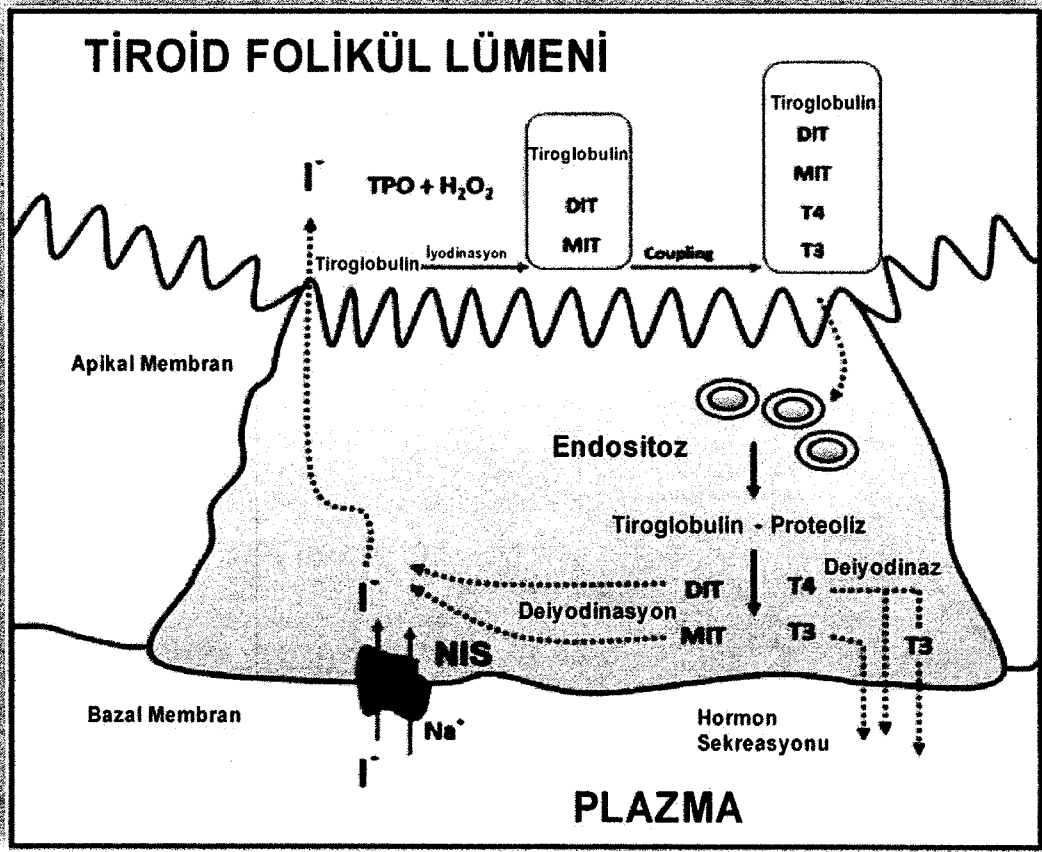 TİROİD FOLİKÜL LÜMENİ
I⁻
TPO + H₂O₂
Tiroglobulin
İyodinasyon
Tiroglobulin
DIT
MIT
Coupling
Tiroglobulin
DIT
MIT
T4
T3
Apikal Membran
Endositoz
Tiroglobulin - Proteoliz
Deiyodinaz
DIT
T4
Deiyodinasyon
MIT
T3
T3
I⁻
NIS
Bazal Membran
Na⁺
I⁻
Hormon
Sekreasyonu
PLAZMA